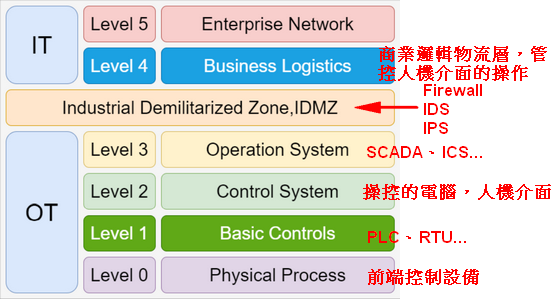 IT
Level 5 Enterprise Network
Level 4 Business Logistics
商業邏輯物流層，管
控人機介面的操作
Industrial Demilitarized Zone,IDMZ
Firewall
IDS
IPS
OT
Level 3 Operation System
SCADA、ICS...
Level 2 Control System
操控的電腦，人機介面
Level 1 Basic Controls
PLC、RTU...
Level 0 Physical Process
前端控制設備